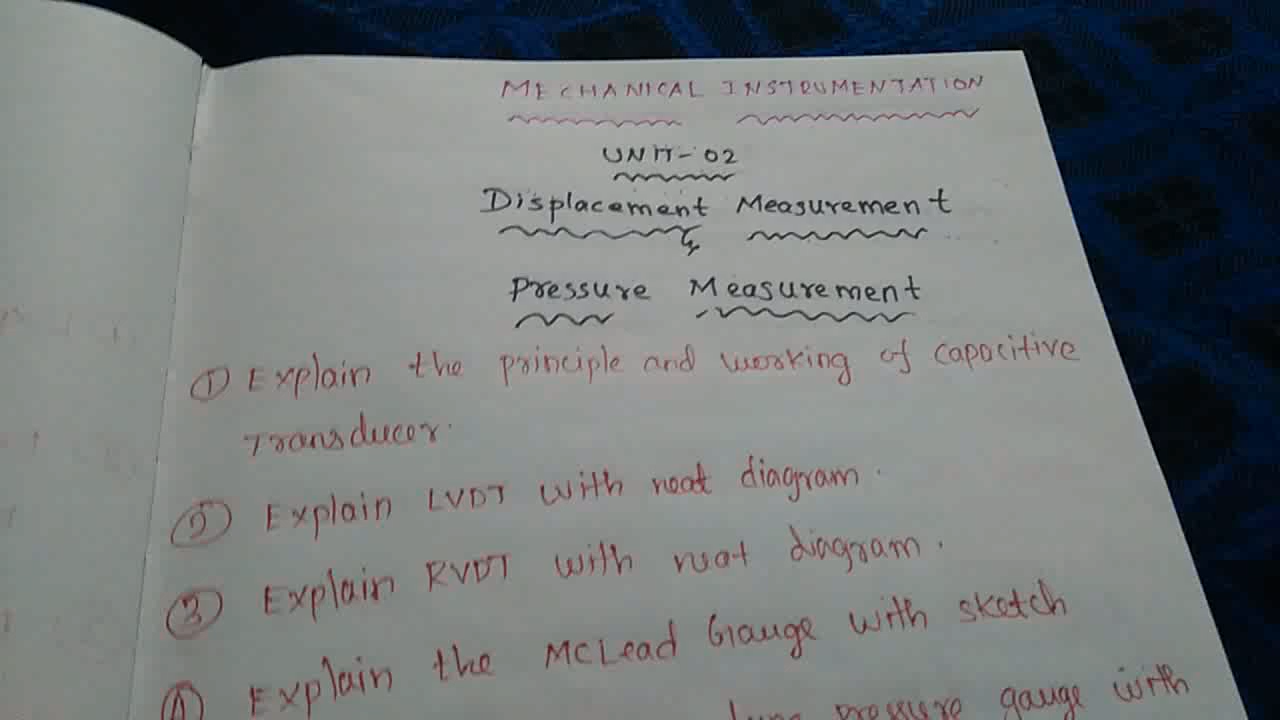 MECHANICAL INSTRUMENTATION
UNIT-02
Displacement Measurement
&
Pressure Measurement
① Explain the principle and working of capacitive
Transducer.
② Explain LVDT with neat diagram.
③ Explain RVDT with neat diagram.
④ Explain the McLead Gauge with sketch
pressure gauge with